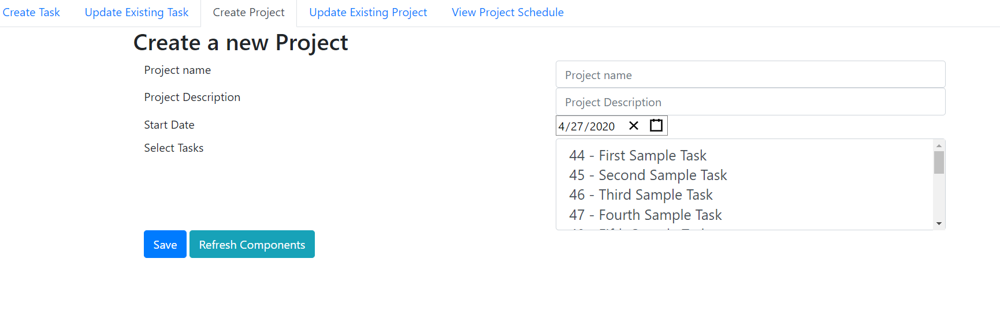 Create Task Update Existing Task Create Project Update Existing Project View Project Schedule
Create a new Project
Project name
Project name
Project Description
Project Description
Start Date
4/27/2020
Select Tasks
44 - First Sample Task
45 - Second Sample Task
46 - Third Sample Task
47 - Fourth Sample Task
Save Refresh Components